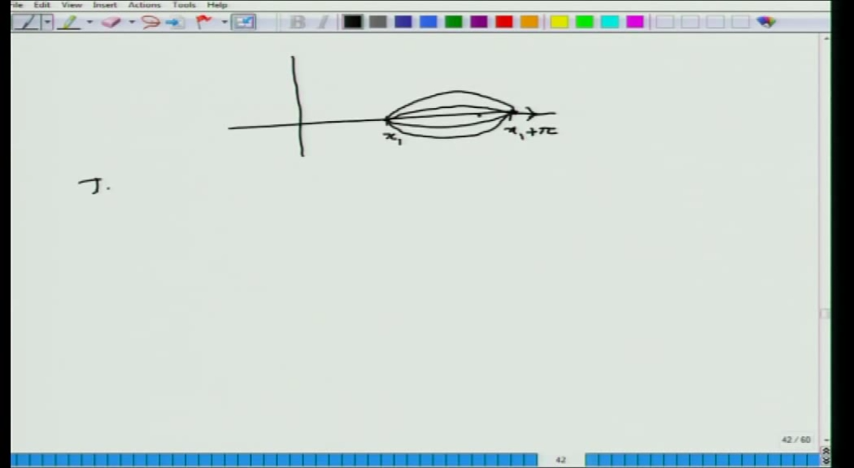 File Edit View Insert Actions Tools Help
B I
x₁
x₁+π
J.
42 / 60
42